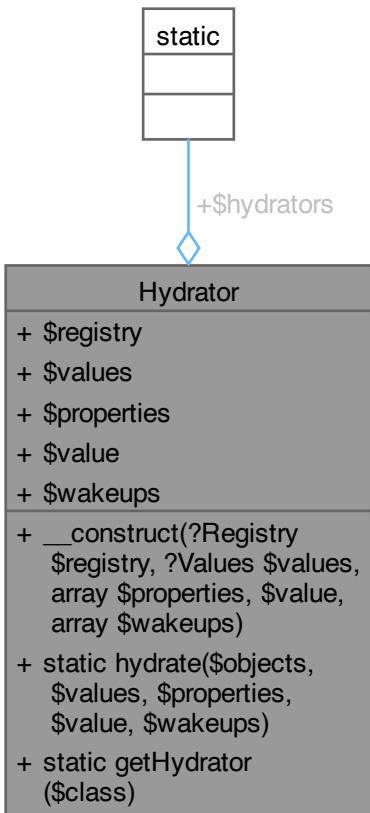 static
+$hydrators
Hydrator
+ $registry
+ $values
+ $properties
+ $value
+ $wakeups
+ __construct(?Registry
$registry, ?Values $values,
array $properties, $value,
array $wakeups)
+ static hydrate($objects,
$values, $properties,
$value, $wakeups)
+ static getHydrator
($class)